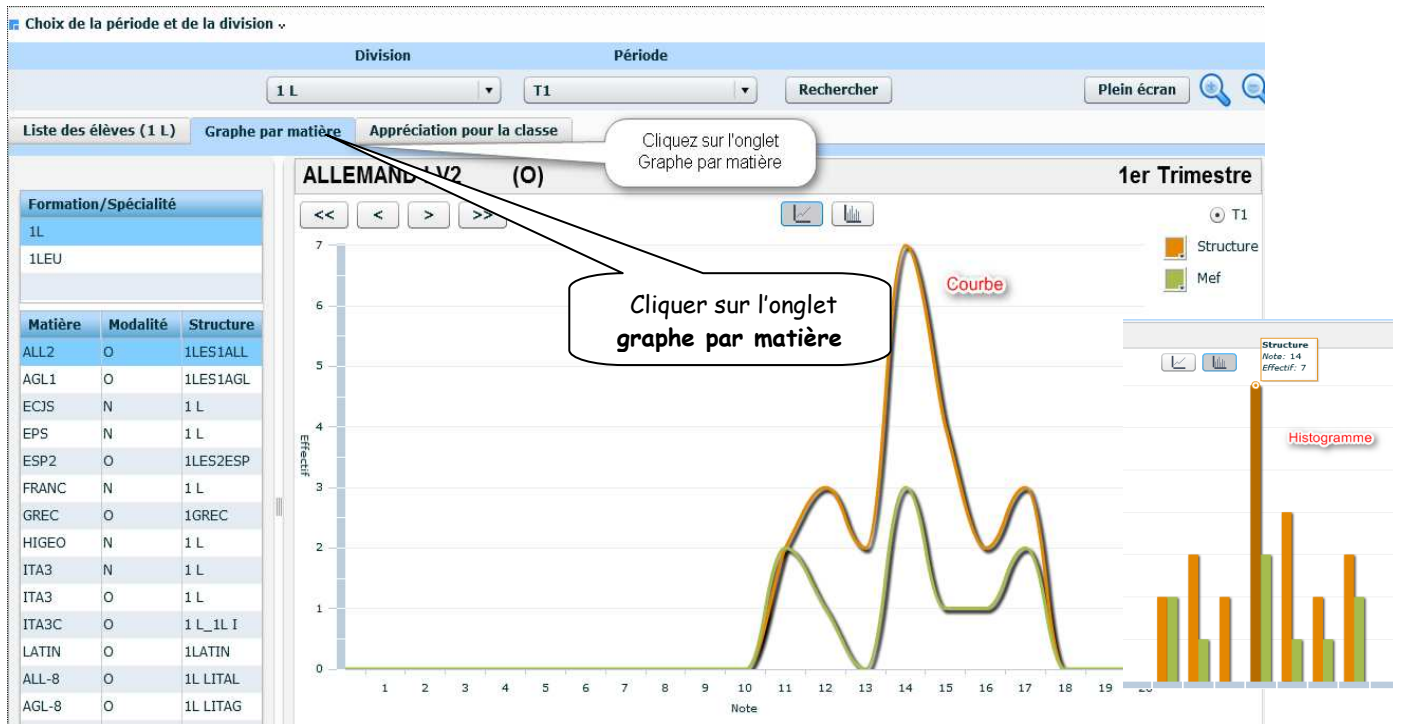 Choix de la période et de la division
Division Période
1 L T1 Rechercher Plein écran
Liste des élèves (1 L) Graphe par matière Appréciation pour la classe
Cliquez sur l'onglet
Graphe par matière
ALLEMAND LV2 (O) 1er Trimestre
<< < > >>
T1
Structure
Mef
Formation/Spécialité
1L
1LEU
Cliquer sur l'onglet
graphe par matière
Courbe
Matière Modalité Structure
ALL2 O 1LES1ALL
AGL1 O 1LES1AGL
ECJS N 1 L
EPS N 1 L
ESP2 O 1LES2ESP
FRANC N 1 L
GREC O 1GREC
HIGEO N 1 L
ITA3 N 1 L
ITA3 O 1 L
ITA3C O 1 L_1L I
LATIN O 1LATIN
ALL-8 O 1L LITAL
AGL-8 O 1L LITAG
7
6
5
4
3
2
1
0
Effectif
1 2 3 4 5 6 7 8 9 10 11 12 13 14 15 16 17 18 19 20
Note
Structure
Note: 14
Effectif: 7
Histogramme